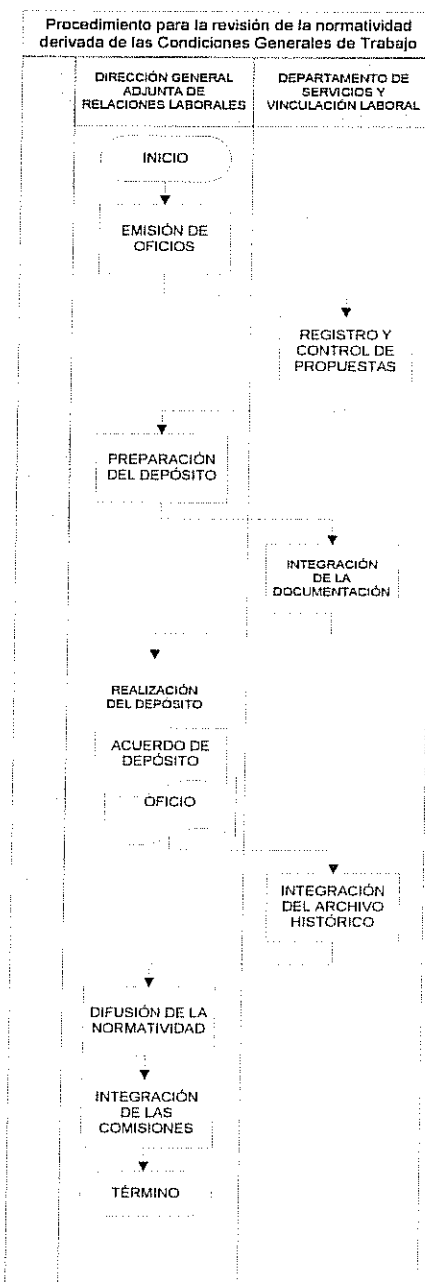 Procedimiento para la revisión de la normatividad
derivada de las Condiciones Generales de Trabajo
DIRECCIÓN GENERAL
ADJUNTA DE
RELACIONES LABORALES
DEPARTAMENTO DE
SERVICIOS Y
VINCULACIÓN LABORAL
INICIO
EMISIÓN DE
OFICIOS
REGISTRO Y
CONTROL DE
PROPUESTAS
PREPARACIÓN
DEL DEPÓSITO
INTEGRACIÓN
DE LA
DOCUMENTACIÓN
REALIZACIÓN
DEL DEPÓSITO
ACUERDO DE
DEPÓSITO
OFICIO
INTEGRACIÓN
DEL ARCHIVO
HISTÓRICO
DIFUSIÓN DE LA
NORMATIVIDAD
INTEGRACIÓN
DE LAS
COMISIONES
TÉRMINO